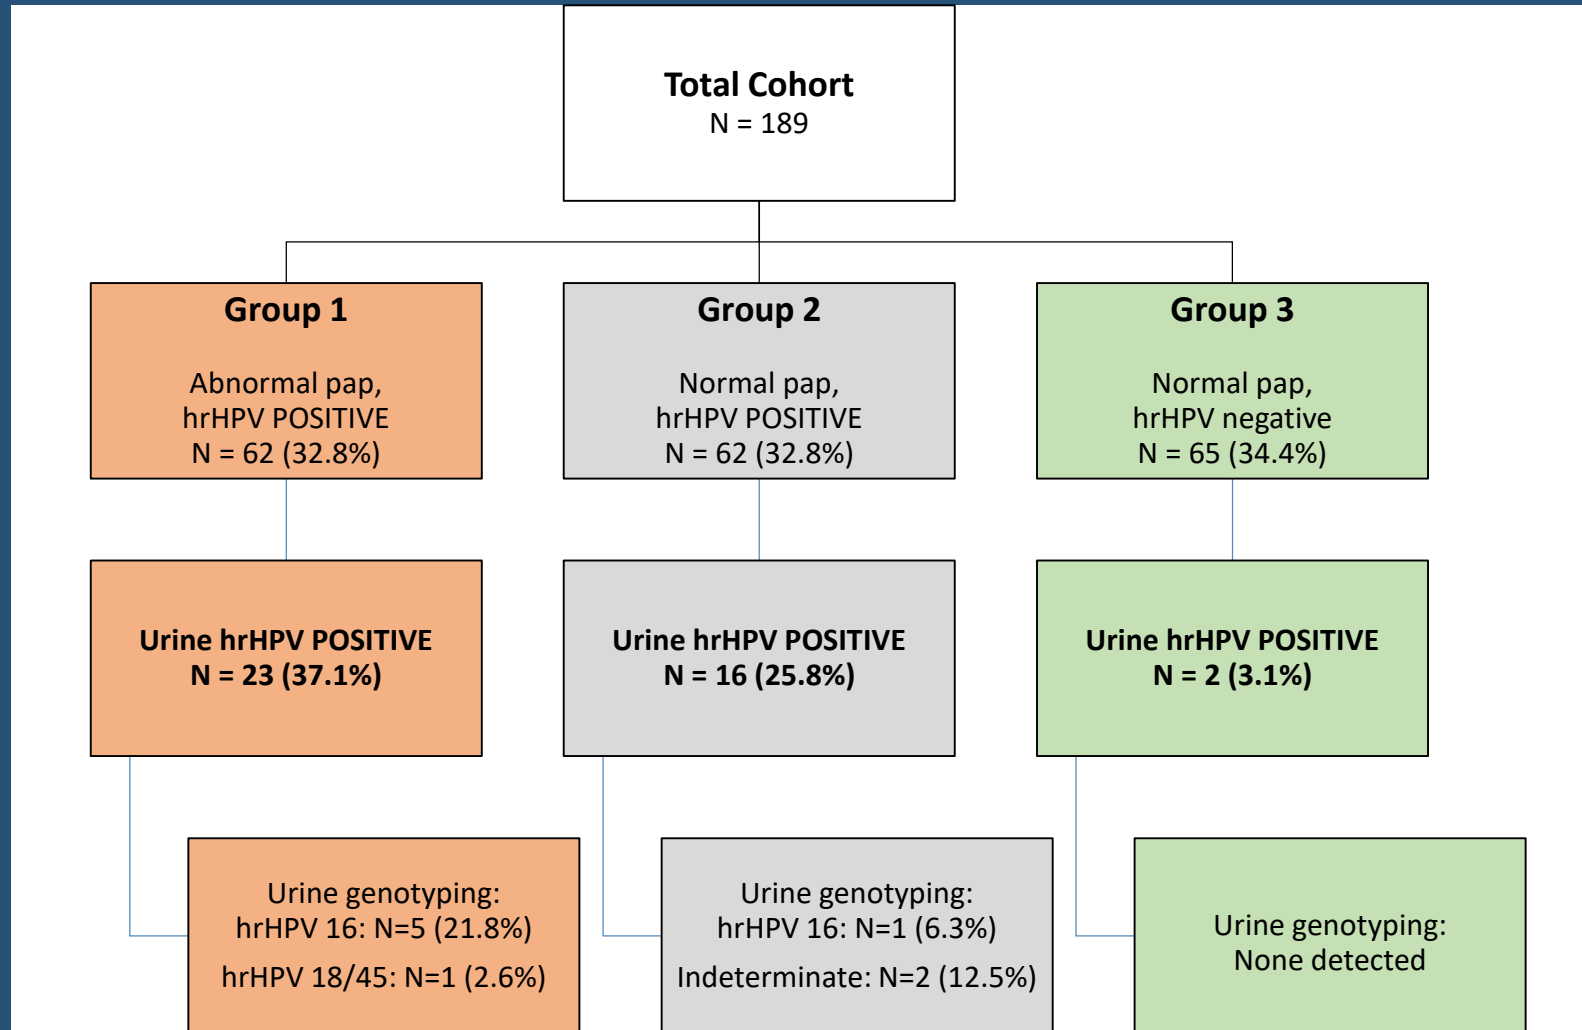 Total Cohort
N = 189
Group 1
Abnormal pap,
hrHPV POSITIVE
N = 62 (32.8%)
Group 2
Normal pap,
hrHPV POSITIVE
N = 62 (32.8%)
Group 3
Normal pap,
hrHPV negative
N = 65 (34.4%)
Urine hrHPV POSITIVE
N = 23 (37.1%)
Urine hrHPV POSITIVE
N = 16 (25.8%)
Urine hrHPV POSITIVE
N = 2 (3.1%)
Urine genotyping:
hrHPV 16: N=5 (21.8%)
hrHPV 18/45: N=1 (2.6%)
Urine genotyping:
hrHPV 16: N=1 (6.3%)
Indeterminate: N=2 (12.5%)
Urine genotyping:
None detected